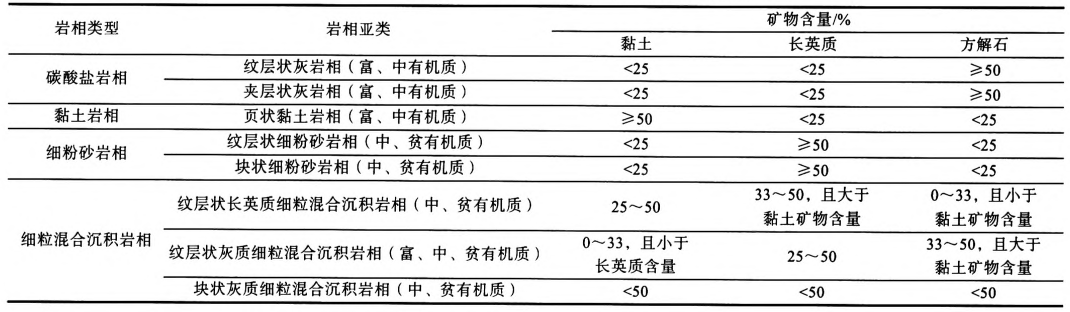 岩相类型 岩相亚类 矿物含量/%
黏土 长英质 方解石
碳酸盐岩相 纹层状灰岩相（富、中有机质） <25 <25 ≥50
夹层状灰岩相（富、中有机质） <25 <25 ≥50
黏土岩相 页状黏土岩相（富、中有机质） ≥50 <25 <25
细粉砂岩相 纹层状细粉砂岩相（中、贫有机质） <25 ≥50 <25
块状细粉砂岩相（中、贫有机质） <25 ≥50 <25
细粒混合沉积岩相 纹层状长英质细粒混合沉积岩相（中、贫有机质） 25～50 33～50，且大于 0～33，且小于
黏土矿物含量 黏土矿物含量
纹层状灰质细粒混合沉积岩相（富、中、贫有机质） 0～33，且小于 25～50 33～50，且大于
长英质含量 黏土矿物含量
块状灰质细粒混合沉积岩相（中、贫有机质） <50 <50 <50